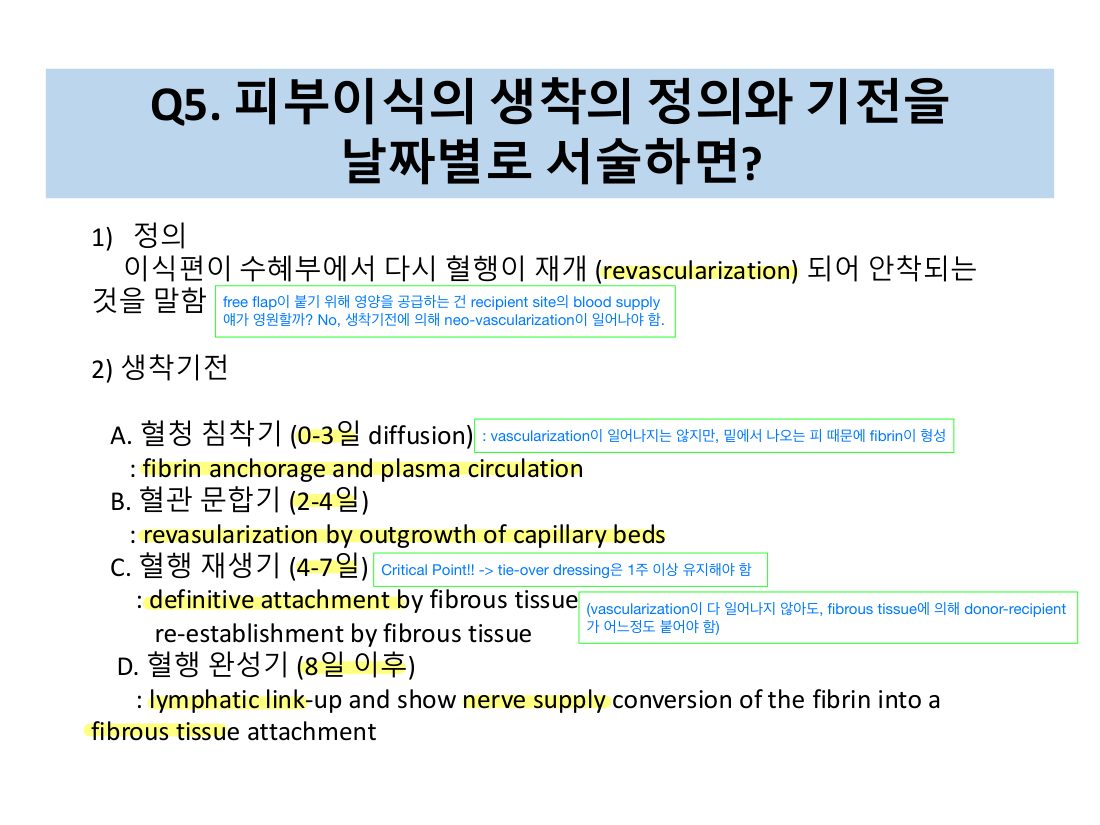 Q5. 피부이식의 생착의 정의와 기전을
날짜별로 서술하면?
1) 정의
이식편이 수혜부에서 다시 혈행이 재개 (revascularization) 되어 안착되는
것을 말함
free flap이 붙기 위해 영양을 공급하는 건 recipient site의 blood supply
얘가 영원할까? No, 생착기전에 의해 neo-vascularization이 일어나야 함.
2) 생착기전
A. 혈청 침착기 (0-3일 diffusion)
: vascularization이 일어나지는 않지만, 밑에서 나오는 피 때문에 fibrin이 형성
: fibrin anchorage and plasma circulation
B. 혈관 문합기 (2-4일)
: revasularization by outgrowth of capillary beds
C. 혈행 재생기 (4-7일)
Critical Point!! -> tie-over dressing은 1주 이상 유지해야 함
: definitive attachment by fibrous tissue
(vascularization이 다 일어나지 않아도, fibrous tissue에 의해 donor-recipient
가 어느정도 붙어야 함)
re-establishment by fibrous tissue
D. 혈행 완성기 (8일 이후)
: lymphatic link-up and show nerve supply conversion of the fibrin into a
fibrous tissue attachment